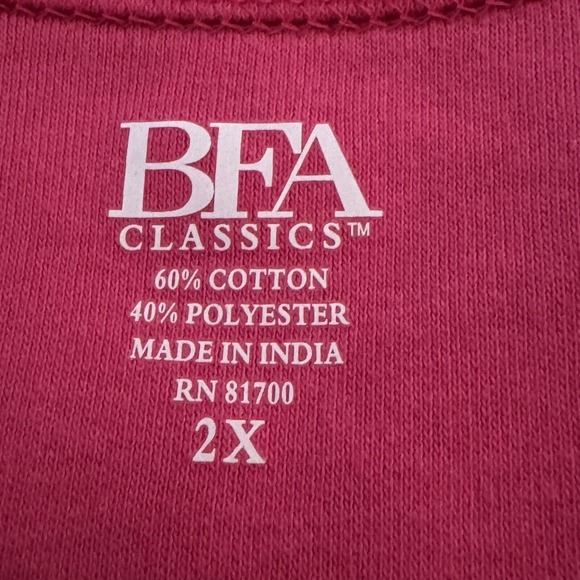 BFA
CLASSICS™
60% COTTON
40% POLYESTER
MADE IN INDIA
RN 81700
2X